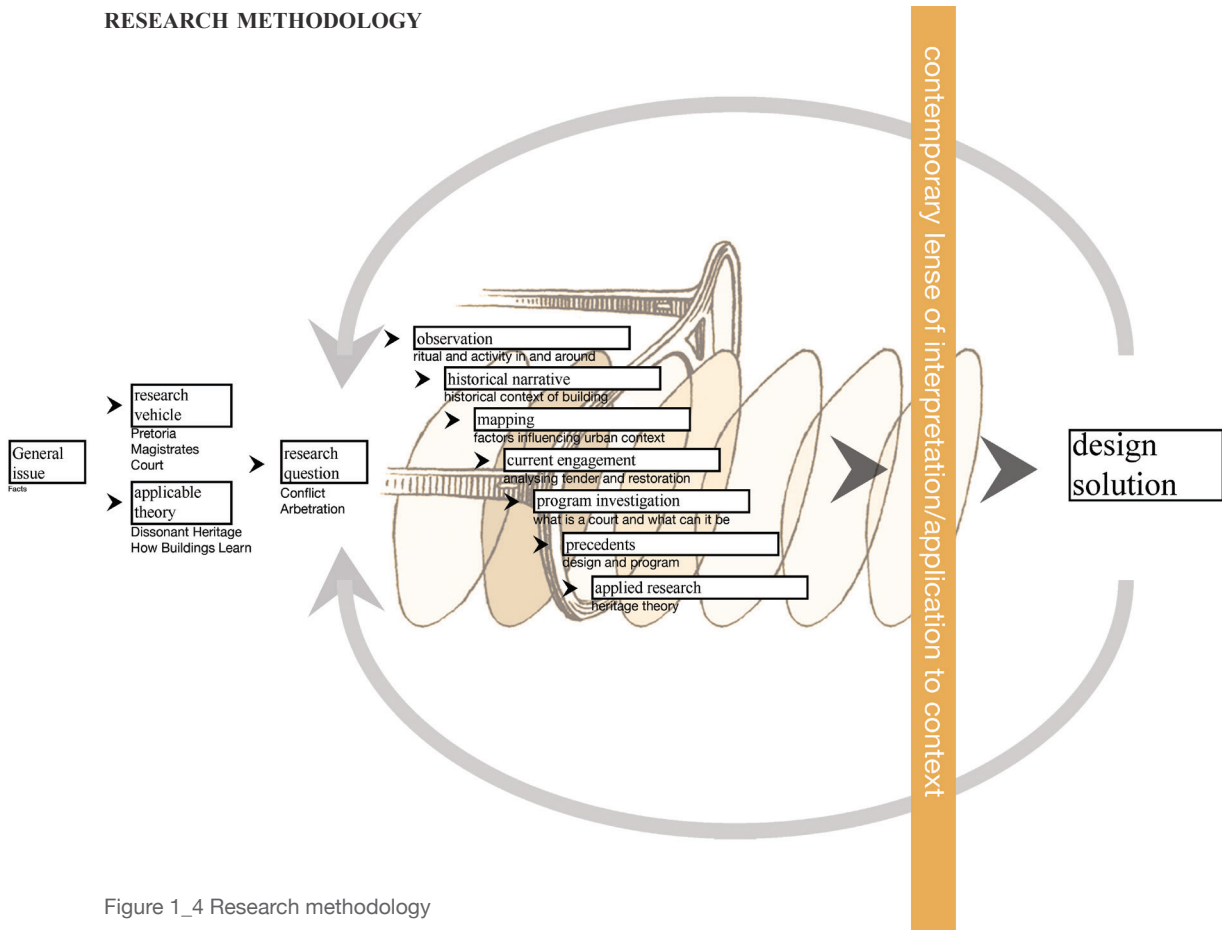 RESEARCH METHODOLOGY
General
issue
Facts
research
vehicle
Pretoria
Magistrates
Court
applicable
theory
Dissonant Heritage
How Buildings Learn
research
question
Conflict
Arbetration
observation
ritual and activity in and around
historical narrative
historical context of building
mapping
factors influencing urban context
current engagement
analysing fender and restoration
program investigation
what is a court and what can it be
precedents
design and program
applied research
heritage theory
contemporary lense of interpretation/application to context
design
solution
Figure 1_4 Research methodology